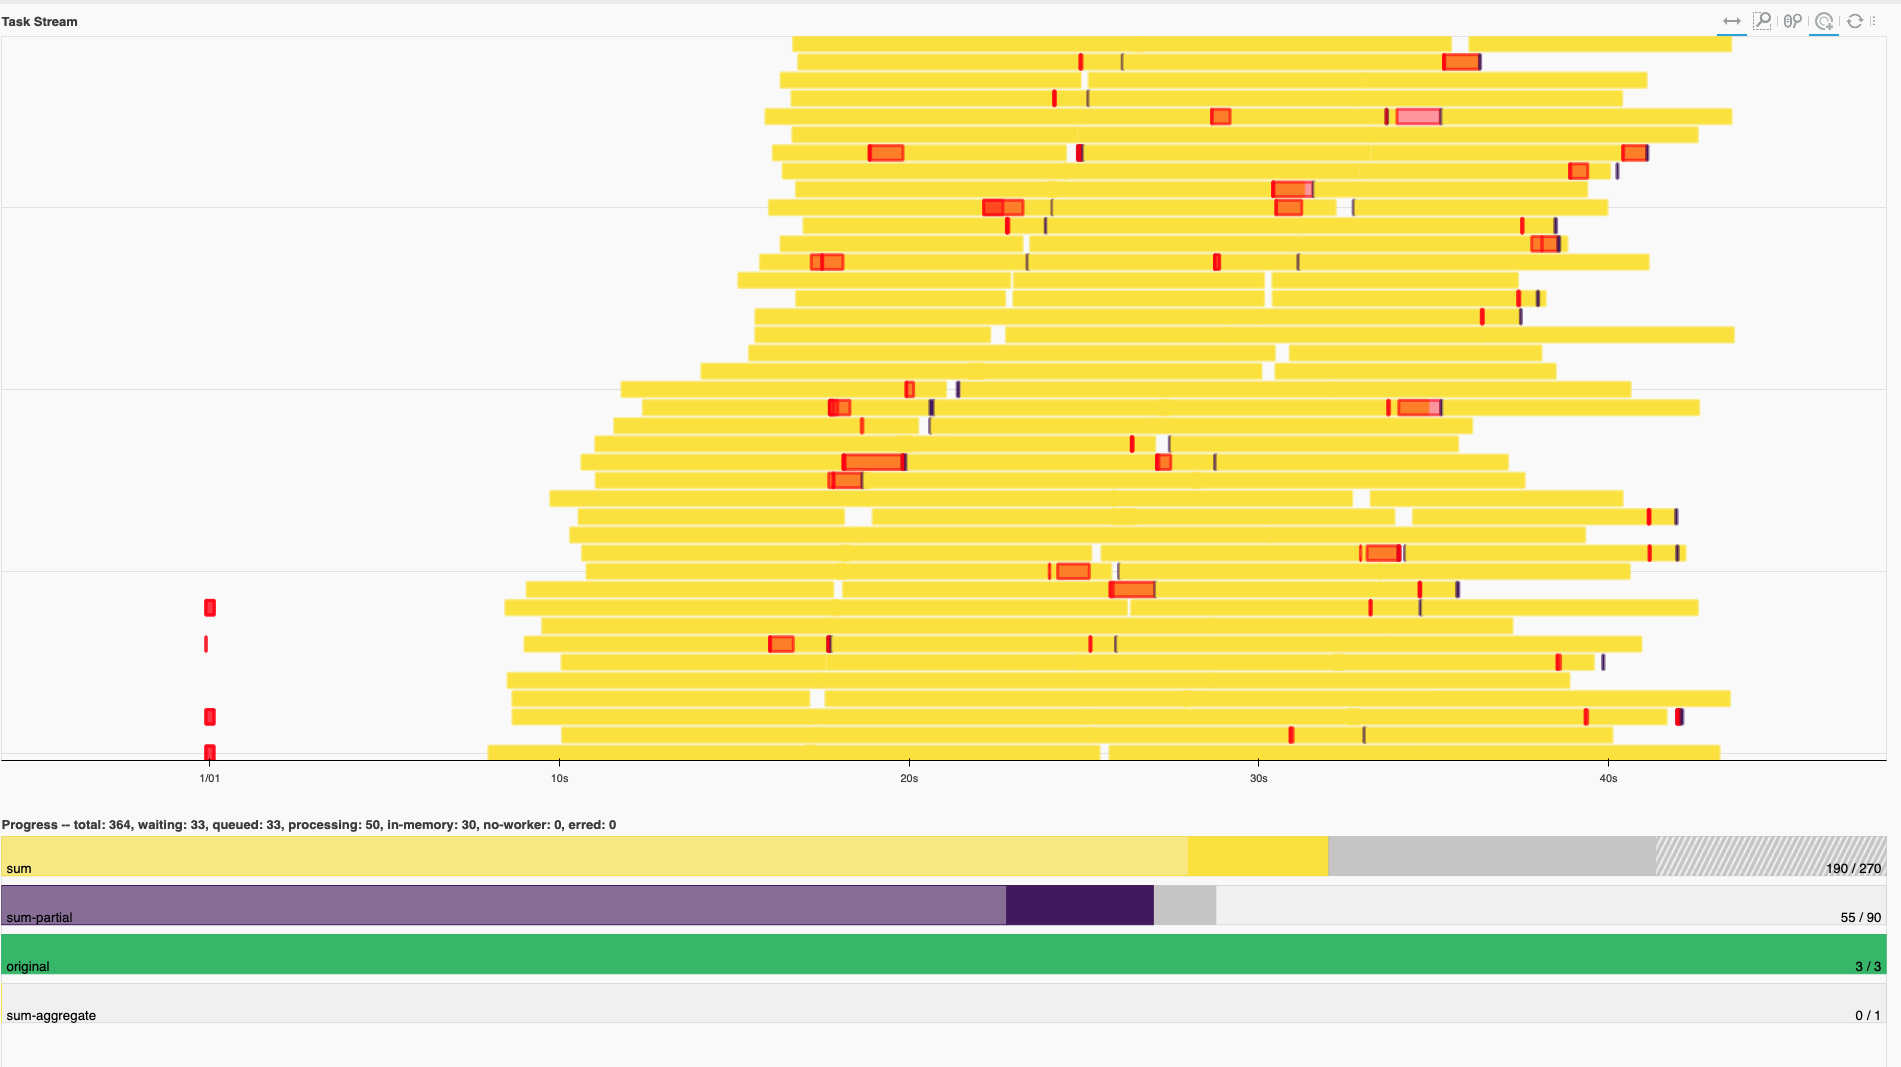 Task Stream
1/01 10s 20s 30s 40s
Progress -- total: 364, waiting: 33, queued: 33, processing: 50, in-memory: 30, no-worker: 0, erred: 0
sum 190 / 270
sum-partial 55 / 90
original 3 / 3
sum-aggregate 0 / 1